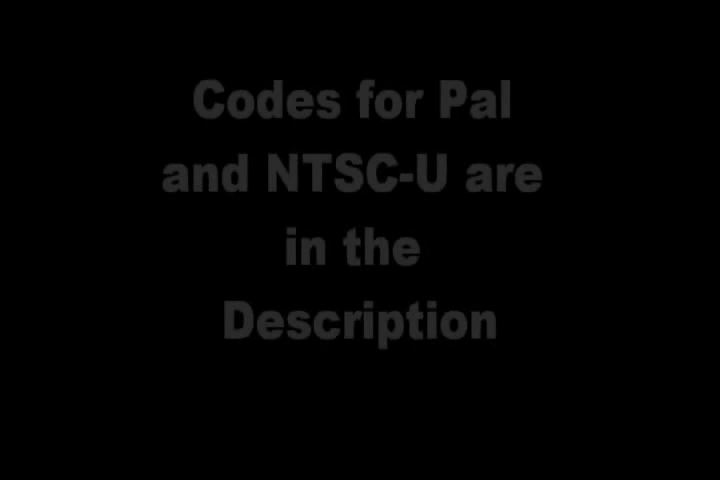 Codes for Pal
and NTSC-U are
in the
Description